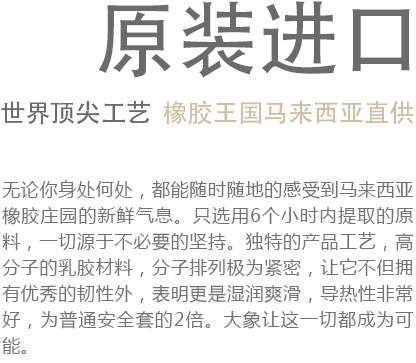 原装进口
世界顶尖工艺 橡胶王国马来西亚直供
无论你身处何处，都能随时随地的感受到马来西亚
橡胶庄园的新鲜气息。只选用6个小时内提取的原
料，一切源于不必要的坚持。独特的产品工艺，高
分子的乳胶材料，分子排列极为紧密，让它不但拥
有优秀的韧性外，表明更是湿润爽滑，导热性非常
好，为普通安全套的2倍。大象让这一切都成为可
能。